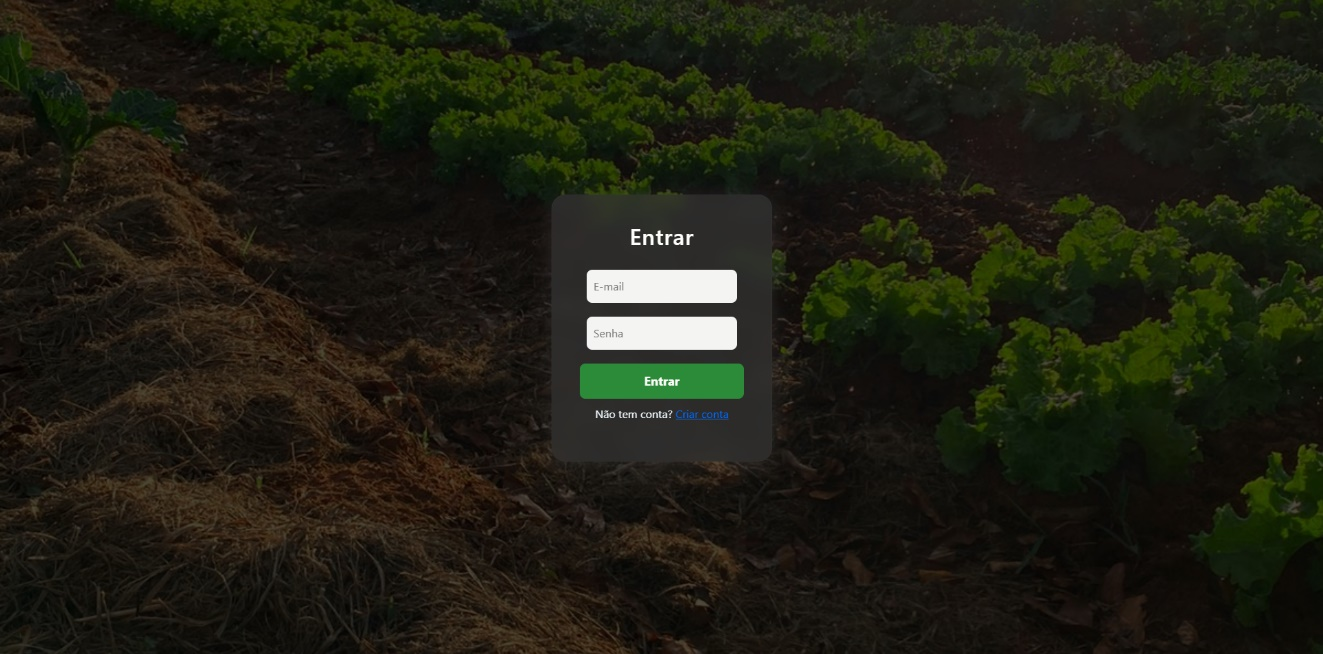 Entrar
E-mail
Senha
Entrar
Não tem conta? Criar conta